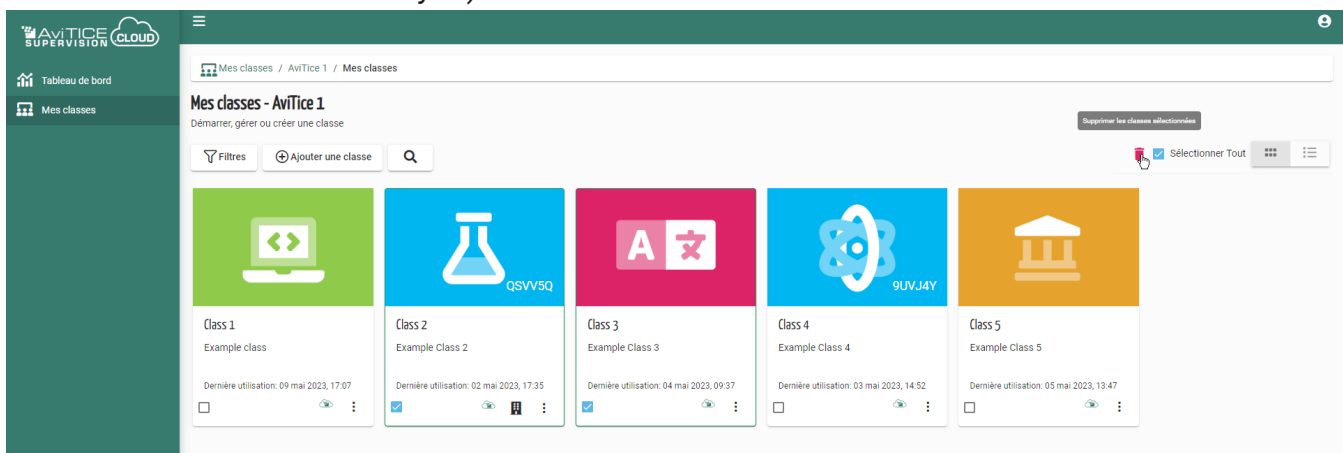 AviTICE
SUPERVISION CLOUD
Tableau de bord
Mes classes
Mes classes / AviTice 1 / Mes classes
Mes classes - AviTice 1
Démarrer, gérer ou créer une classe
Supprimer les classes sélectionnées
Filtres
Ajouter une classe
Sélectionner Tout
A 文
QSVV5Q
9UVJ4Y
Class 1
Example class
Dernière utilisation: 09 mai 2023, 17:07
Class 2
Example Class 2
Dernière utilisation: 02 mai 2023, 17:35
Class 3
Example Class 3
Dernière utilisation: 04 mai 2023, 09:37
Class 4
Example Class 4
Dernière utilisation: 03 mai 2023, 14:52
Class 5
Example Class 5
Dernière utilisation: 05 mai 2023, 13:47